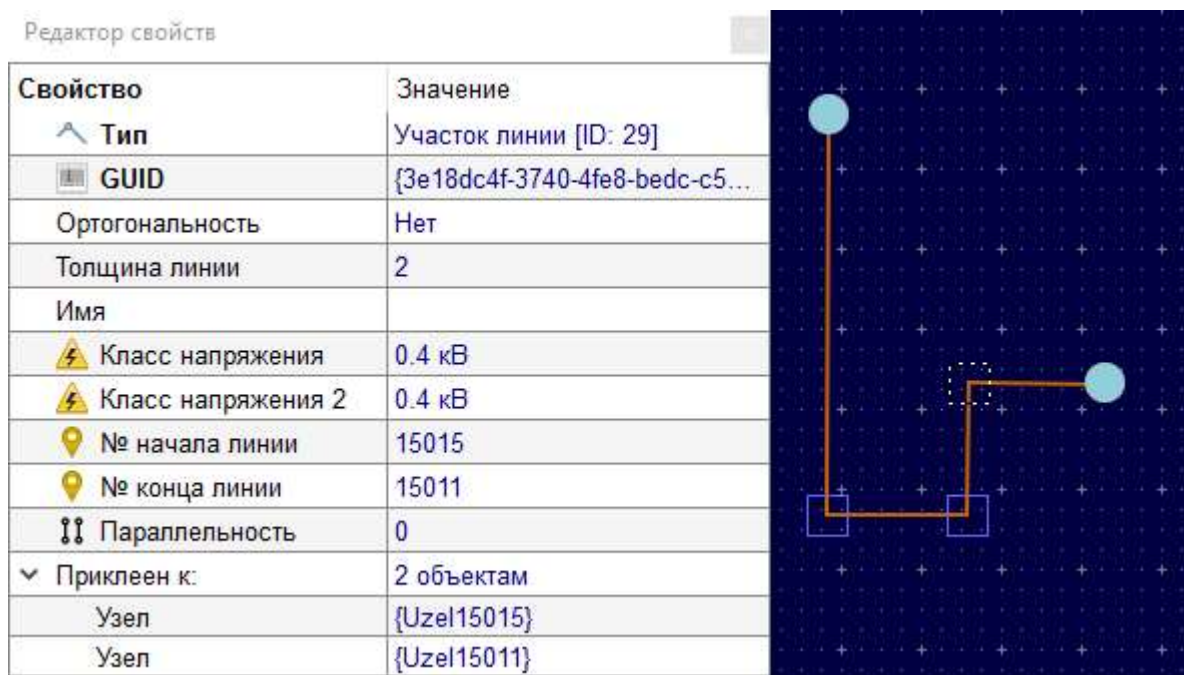 Редактор свойств
Свойство Значение
Тип Участок линии [ID: 29]
GUID {3e18dc4f-3740-4fe8-bedc-c5...
Ортогональность Нет
Толщина линии 2
Имя
Класс напряжения 0.4 кВ
Класс напряжения 2 0.4 кВ
№ начала линии 15015
№ конца линии 15011
Параллельность 0
Приклеен к: 2 объектам
Узел {Uzel15015}
Узел {Uzel15011}